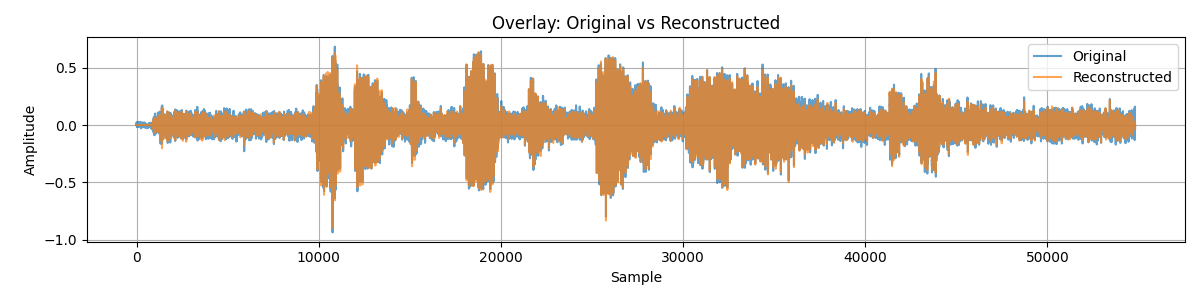 Overlay: Original vs Reconstructed
Original
Reconstructed
0.5
0.0
−0.5
−1.0
Amplitude
0 10000 20000 30000 40000 50000
Sample